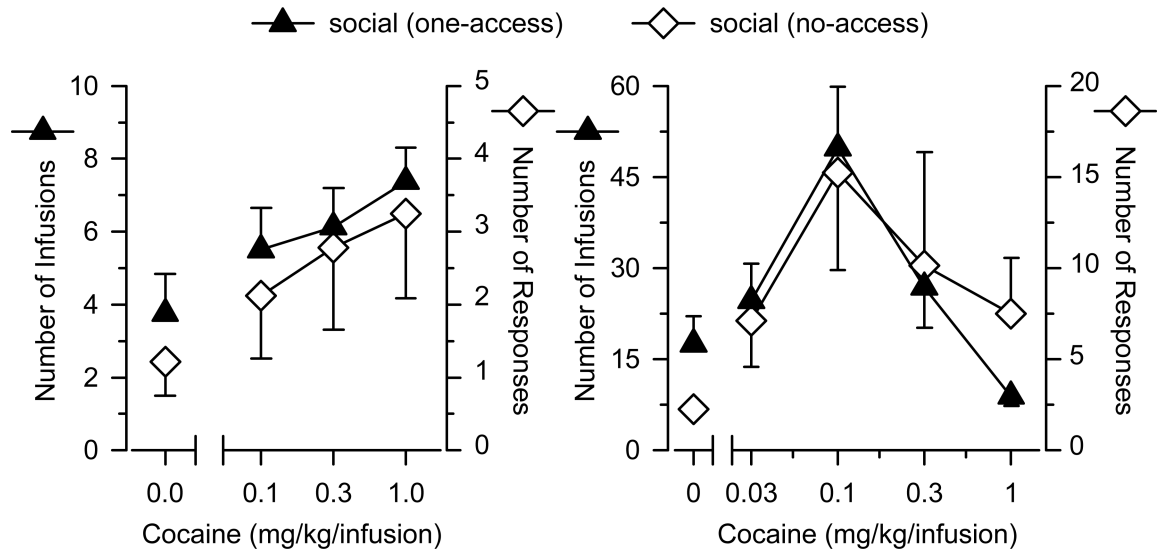 social (one-access) social (no-access)
10
8
6
4
2
0
Number of Infusions
5
4
3
2
1
0
Number of Responses
0.0 0.1 0.3 1.0
Cocaine (mg/kg/infusion)
60
45
30
15
0
Number of Infusions
20
15
10
5
0
Number of Responses
0 0.03 0.1 0.3 1
Cocaine (mg/kg/infusion)